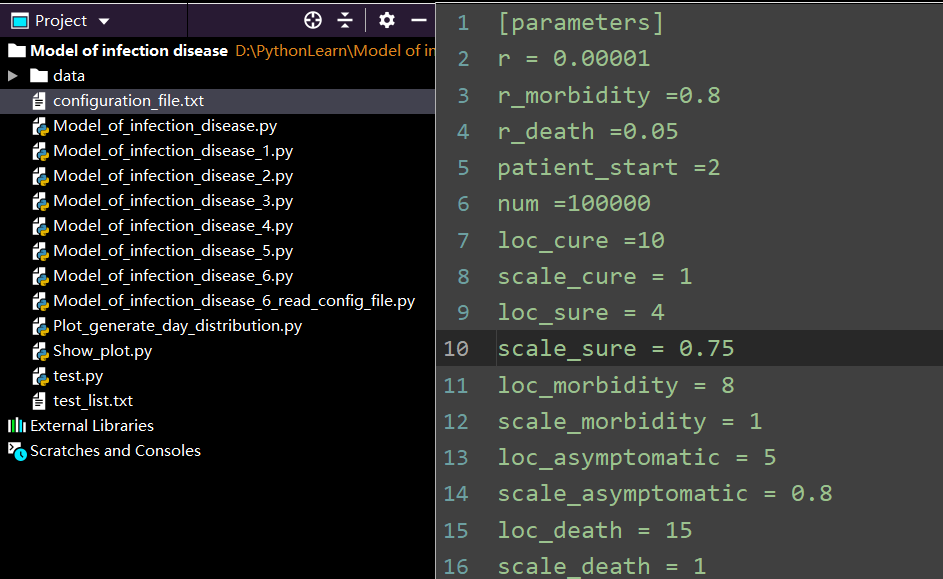 Project
Model of infection disease D:\PythonLearn\Model of in
data
configuration_file.txt
Model_of_infection_disease.py
Model_of_infection_disease_1.py
Model_of_infection_disease_2.py
Model_of_infection_disease_3.py
Model_of_infection_disease_4.py
Model_of_infection_disease_5.py
Model_of_infection_disease_6.py
Model_of_infection_disease_6_read_config_file.py
Plot_generate_day_distribution.py
Show_plot.py
test.py
test_list.txt
External Libraries
Scratches and Consoles
1 [parameters]
2 r = 0.00001
3 r_morbidity =0.8
4 r_death =0.05
5 patient_start =2
6 num =100000
7 loc_cure =10
8 scale_cure = 1
9 loc_sure = 4
10 scale_sure = 0.75
11 loc_morbidity = 8
12 scale_morbidity = 1
13 loc_asymptomatic = 5
14 scale_asymptomatic = 0.8
15 loc_death = 15
16 scale_death = 1